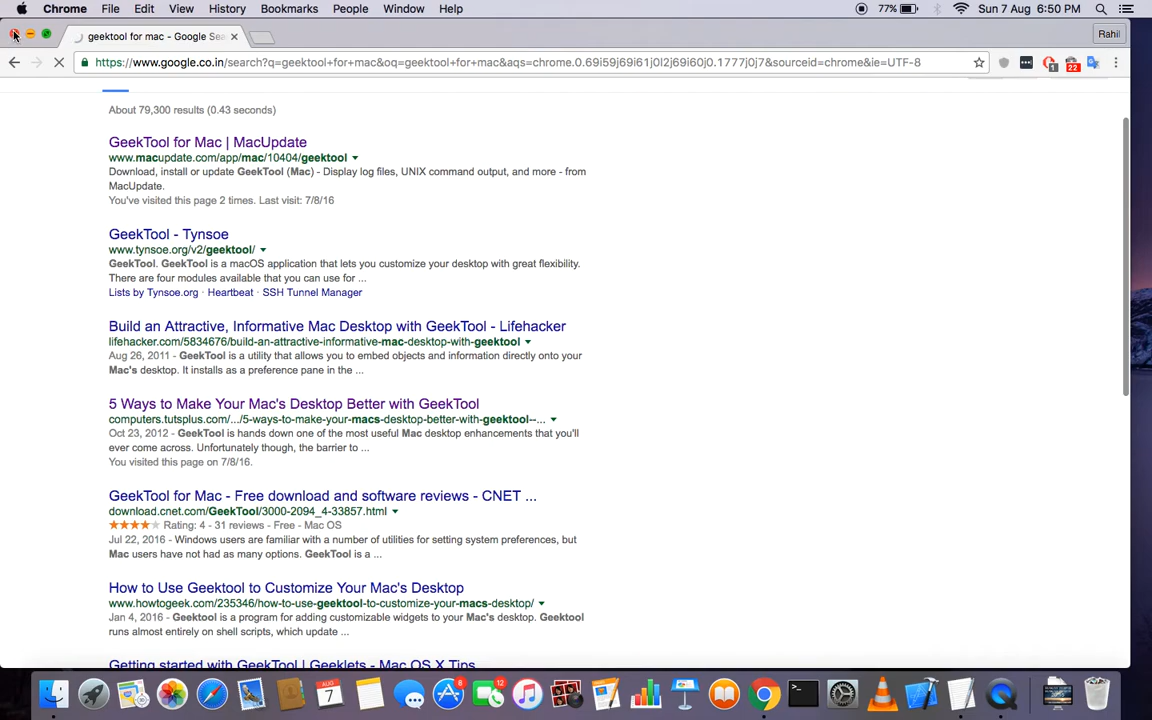 Chrome File Edit View History Bookmarks People Window Help 77% Sun 7 Aug 6:50 PM
geektool for mac - Google Sea Rahil
https://www.google.co.in/search?q=geektool+for+mac&oq=geektool+for+mac&aqs=chrome.0.69i59j69i61j0l2j69i60j0.1777j0j7&sourceid=chrome&ie=UTF-8 1 22
About 79,300 results (0.43 seconds)
GeekTool for Mac | MacUpdate
www.macupdate.com/app/mac/10404/geektool
Download, install or update GeekTool (Mac) - Display log files, UNIX command output, and more - from
MacUpdate.
You've visited this page 2 times. Last visit: 7/8/16
GeekTool - Tynsoe
www.tynsoe.org/v2/geektool/
GeekTool. GeekTool is a macOS application that lets you customize your desktop with great flexibility.
There are four modules available that you can use for ...
Lists by Tynsoe.org · Heartbeat · SSH Tunnel Manager
Build an Attractive, Informative Mac Desktop with GeekTool - Lifehacker
lifehacker.com/5834676/build-an-attractive-informative-mac-desktop-with-geektool
Aug 26, 2011 - GeekTool is a utility that allows you to embed objects and information directly onto your
Mac's desktop. It installs as a preference pane in the ...
5 Ways to Make Your Mac's Desktop Better with GeekTool
computers.tutsplus.com/.../5-ways-to-make-your-macs-desktop-better-with-geektool--...
Oct 23, 2012 - GeekTool is hands down one of the most useful Mac desktop enhancements that you'll
ever come across. Unfortunately though, the barrier to ...
You visited this page on 7/8/16.
GeekTool for Mac - Free download and software reviews - CNET ...
download.cnet.com/GeekTool/3000-2094_4-33857.html
Rating: 4 - 31 reviews - Free - Mac OS
Jul 22, 2016 - Windows users are familiar with a number of utilities for setting system preferences, but
Mac users have not had as many options. GeekTool is a ...
How to Use Geektool to Customize Your Mac's Desktop
www.howtogeek.com/235346/how-to-use-geektool-to-customize-your-macs-desktop/
Jan 4, 2016 - Geektool is a program for adding customizable widgets to your Mac's desktop. Geektool
runs almost entirely on shell scripts, which update ...
Getting started with GeekTool | Geeklets - Mac OS X Tips
AUG 7 8 12